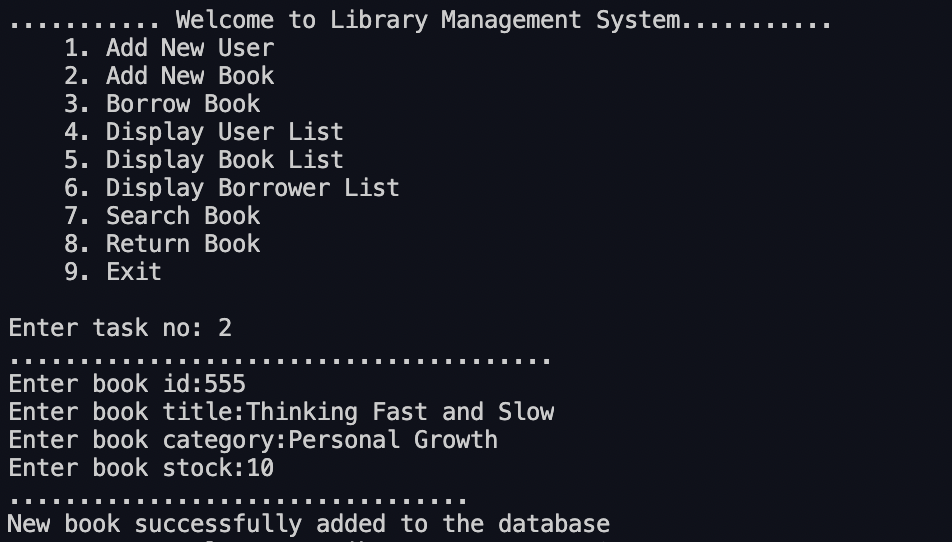 ........... Welcome to Library Management System...........
1. Add New User
2. Add New Book
3. Borrow Book
4. Display User List
5. Display Book List
6. Display Borrower List
7. Search Book
8. Return Book
9. Exit
Enter task no: 2
.......................................
Enter book id:555
Enter book title:Thinking Fast and Slow
Enter book category:Personal Growth
Enter book stock:10
.................................
New book successfully added to the database